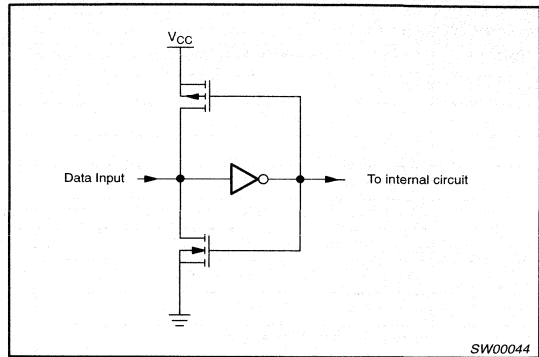 VCC
Data Input
To internal circuit
SW00044